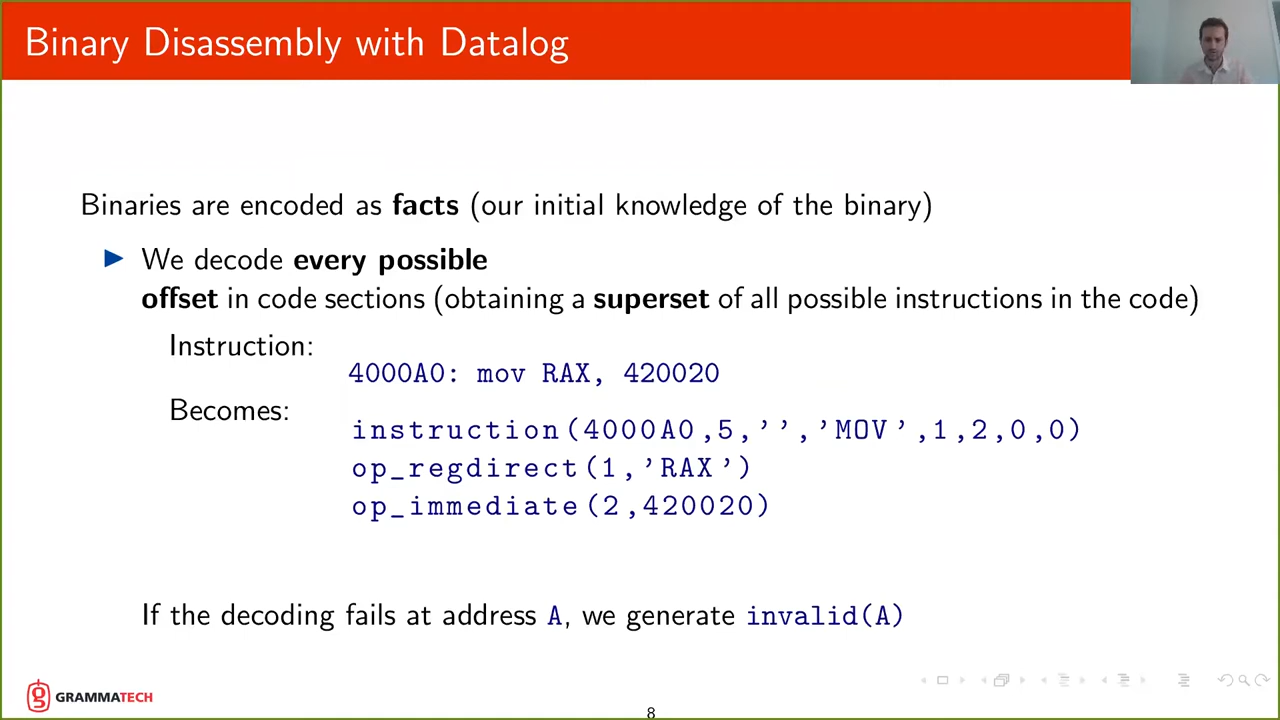 Binary Disassembly with Datalog
Binaries are encoded as facts (our initial knowledge of the binary)
We decode every possible
offset in code sections (obtaining a superset of all possible instructions in the code)
Instruction:
4000A0: mov RAX, 420020
Becomes:
instruction(4000A0,5,’’,’MOV’,1,2,0,0)
op_regdirect(1,’RAX’)
op_immediate(2,420020)
If the decoding fails at address A, we generate invalid(A)
GRAMMATECH
8